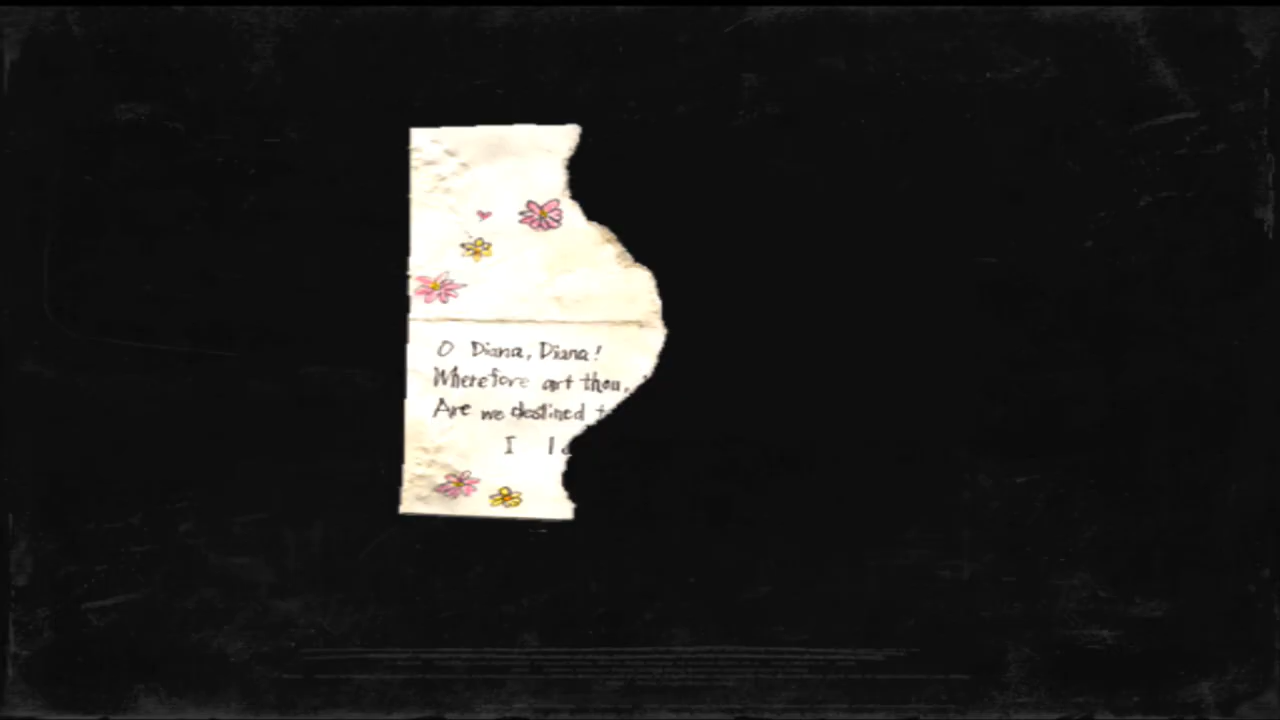 O Diana, Diana!
Wherefore art thou,
Are we destined t
I l